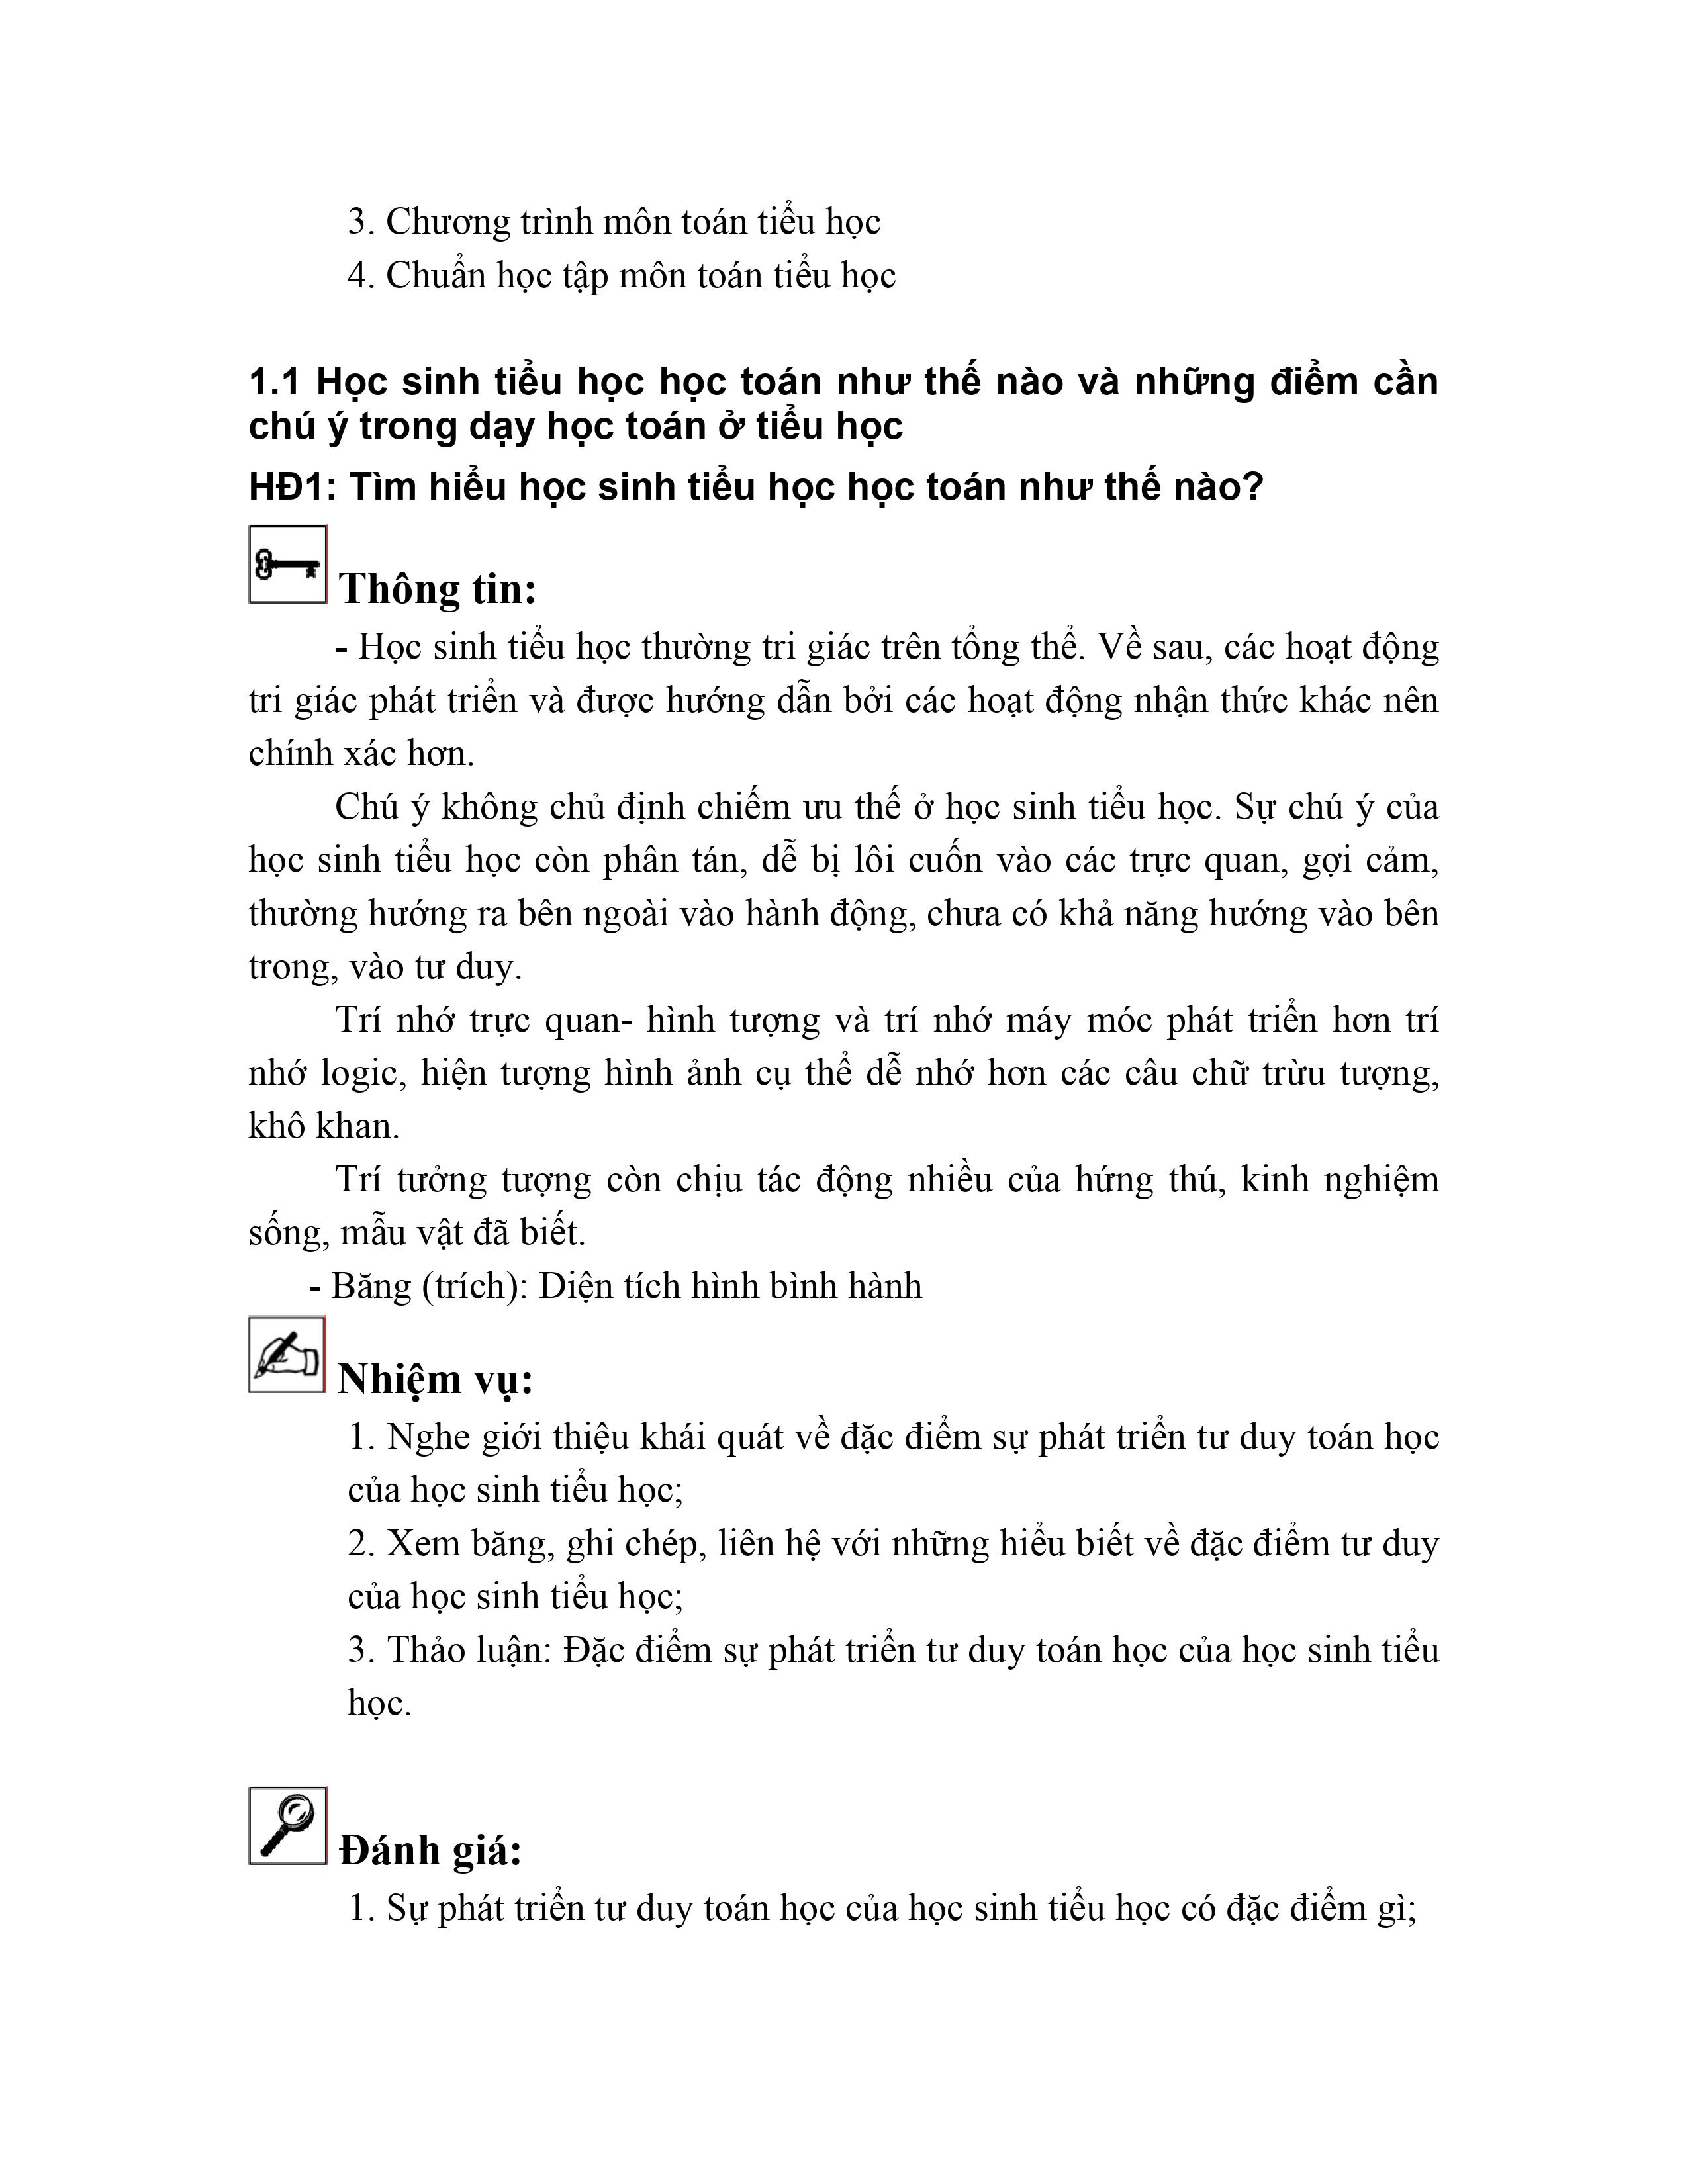 3. Chương trình môn toán tiểu học
4. Chuẩn học tập môn toán tiểu học
1.1 Học sinh tiểu học học toán như thế nào và những điểm cần
chú ý trong dạy học toán ở tiểu học
HĐ1: Tìm hiểu học sinh tiểu học học toán như thế nào?
Thông tin:
- Học sinh tiểu học thường tri giác trên tổng thể. Về sau, các hoạt động
tri giác phát triển và được hướng dẫn bởi các hoạt động nhận thức khác nên
chính xác hơn.
Chú ý không chủ định chiếm ưu thế ở học sinh tiểu học. Sự chú ý của
học sinh tiểu học còn phân tán, dễ bị lôi cuốn vào các trực quan, gợi cảm,
thường hướng ra bên ngoài vào hành động, chưa có khả năng hướng vào bên
trong, vào tư duy.
Trí nhớ trực quan- hình tượng và trí nhớ máy móc phát triển hơn trí
nhớ logic, hiện tượng hình ảnh cụ thể dễ nhớ hơn các câu chữ trừu tượng,
khô khan.
Trí tưởng tượng còn chịu tác động nhiều của hứng thú, kinh nghiệm
sống, mẫu vật đã biết.
- Băng (trích): Diện tích hình bình hành
Nhiệm vụ:
1. Nghe giới thiệu khái quát về đặc điểm sự phát triển tư duy toán học
của học sinh tiểu học;
2. Xem băng, ghi chép, liên hệ với những hiểu biết về đặc điểm tư duy
của học sinh tiểu học;
3. Thảo luận: Đặc điểm sự phát triển tư duy toán học của học sinh tiểu
học.
Đánh giá:
1. Sự phát triển tư duy toán học của học sinh tiểu học có đặc điểm gì;